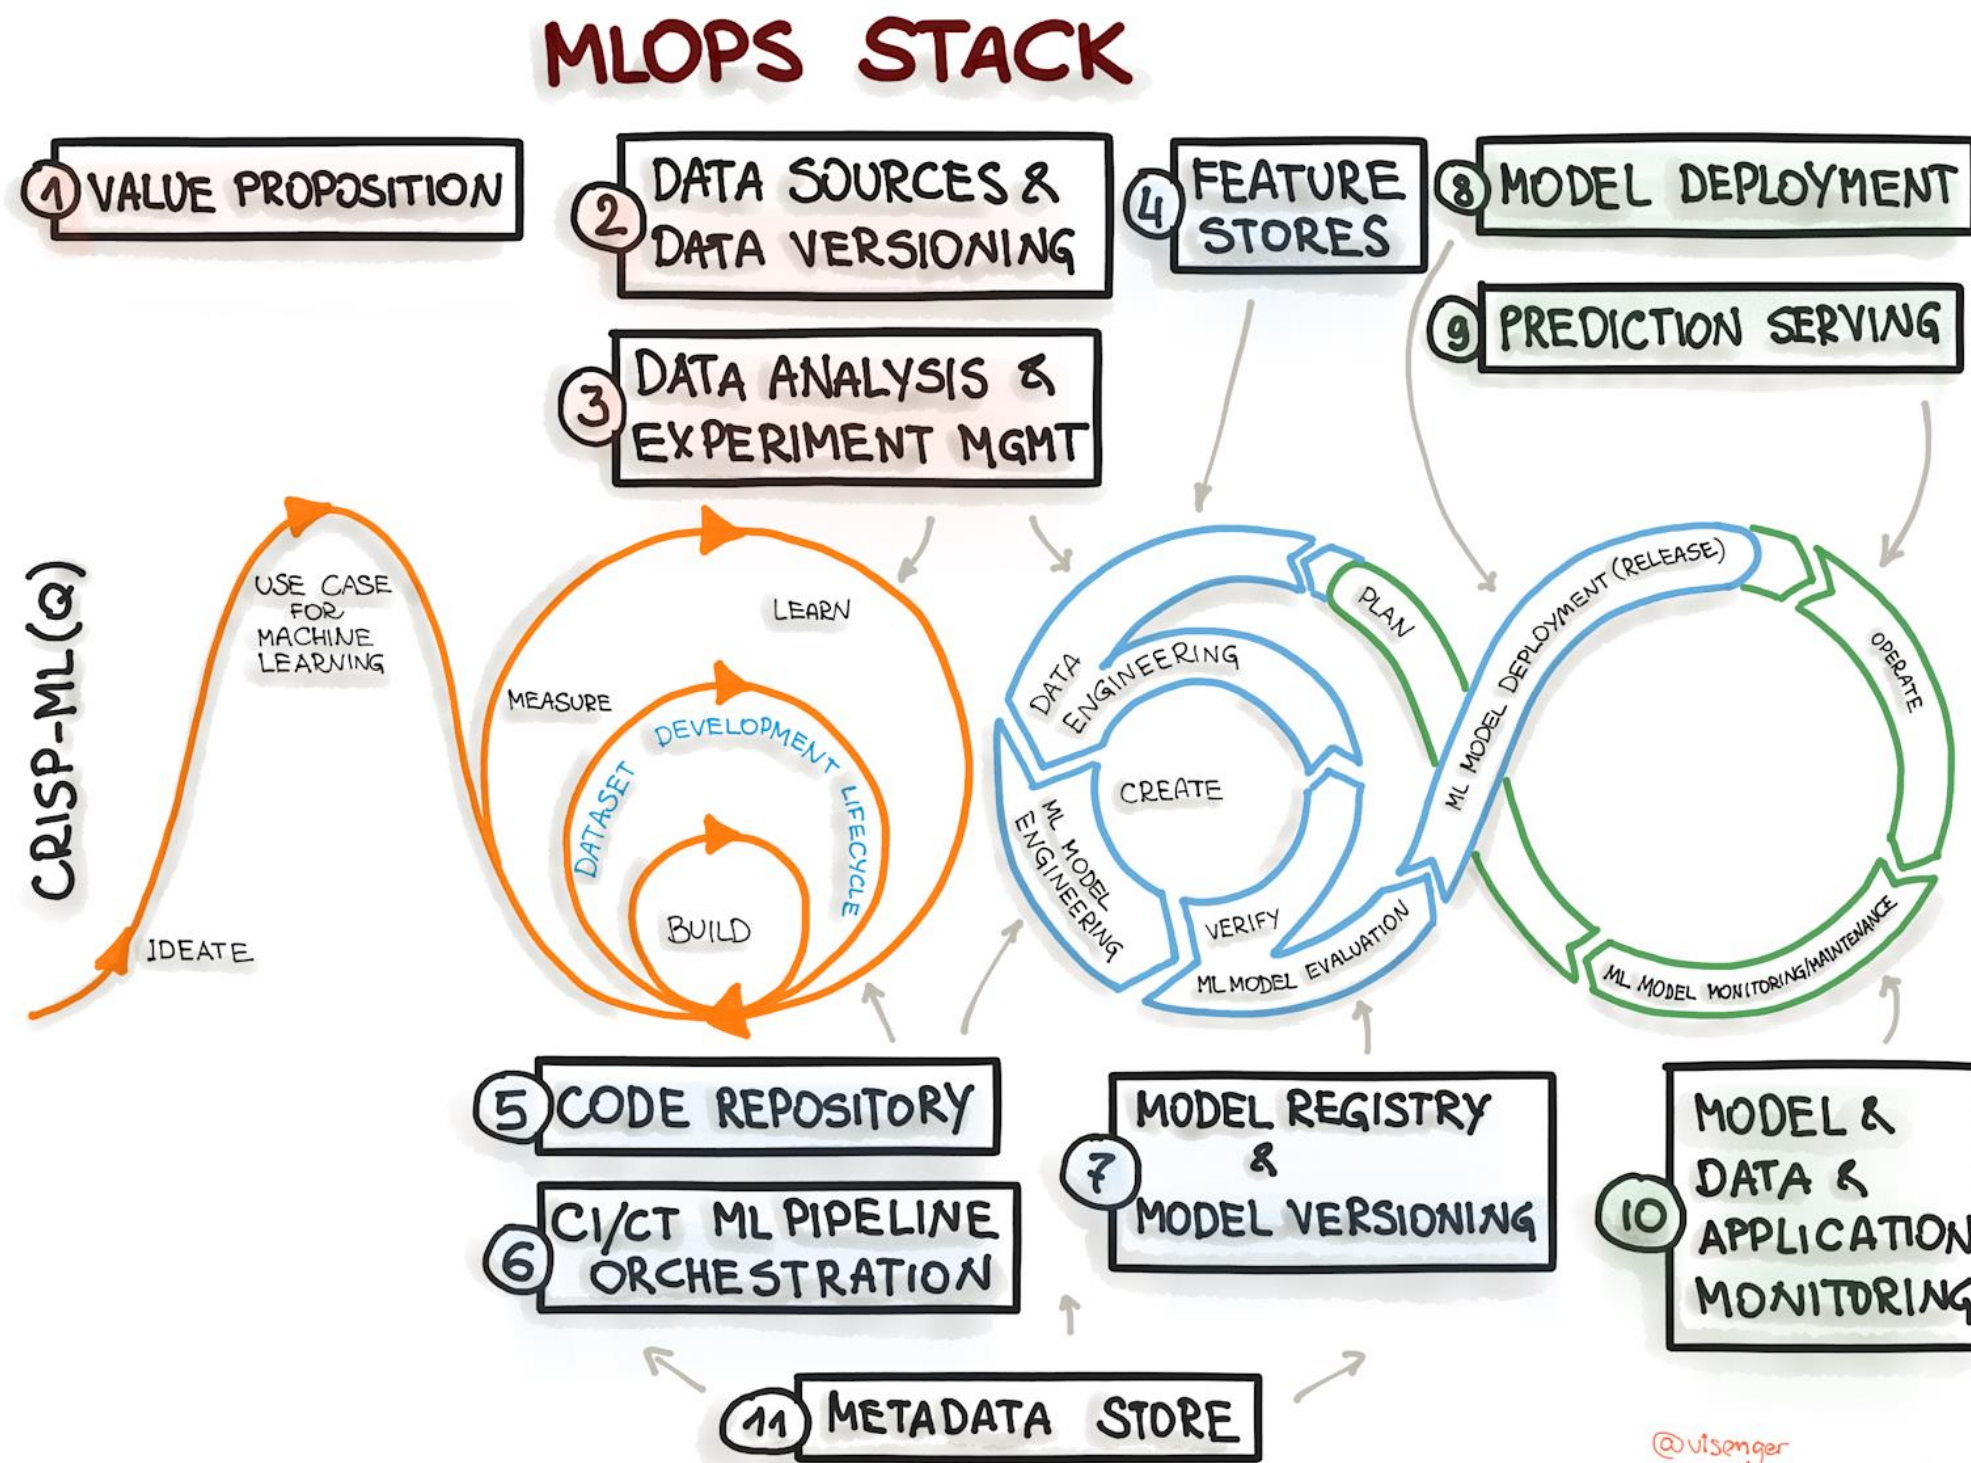 MLOPS STACK
1 VALUE PROPOSITION
2 DATA SOURCES &
DATA VERSIONING
3 DATA ANALYSIS &
EXPERIMENT MGMT
4 FEATURE
STORES
8 MODEL DEPLOYMENT
9 PREDICTION SERVING
CRISP-ML(Q)
IDEATE
USE CASE
FOR
MACHINE
LEARNING
MEASURE
LEARN
DATASET DEVELOPMENT LIFECYCLE
BUILD
DATA
ENGINEERING
CREATE
ML MODEL
ENGINEERING
VERIFY
ML MODEL EVALUATION
PLAN
ML MODEL DEPLOYMENT (RELEASE)
OPERATE
ML MODEL MONITORING/MAINTENANCE
5 CODE REPOSITORY
6 CI/CT ML PIPELINE
ORCHESTRATION
7 MODEL REGISTRY
&
MODEL VERSIONING
10 MODEL &
DATA &
APPLICATION
MONITORING
11 METADATA STORE
@visenger